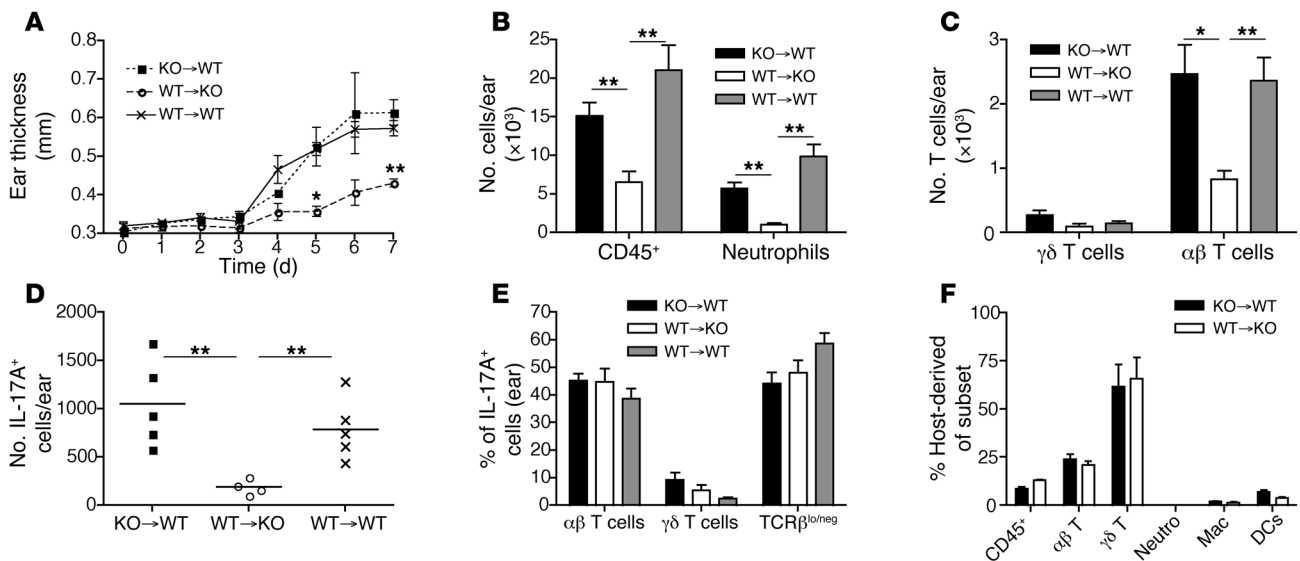 A
Ear thickness
(mm)
0.8
0.7
0.6
0.5
0.4
0.3
KO→WT
WT→KO
WT→WT
*
**
0 1 2 3 4 5 6 7
Time (d)
B
No. cells/ear
(×10³)
25
20
15
10
5
0
**
**
KO→WT
WT→KO
WT→WT
**
**
CD45⁺ Neutrophils
C
No. T cells/ear
(×10³)
3
2
1
0
KO→WT
WT→KO
WT→WT
* **
γδ T cells αβ T cells
D
No. IL-17A⁺
cells/ear
2000
1500
1000
500
0
** **
KO→WT WT→KO WT→WT
E
% of IL-17A⁺
cells (ear)
70
60
50
40
30
20
10
0
KO→WT
WT→KO
WT→WT
αβ T cells γδ T cells TCRβˡᵒ/ⁿᵉᵍ
F
% Host-derived
of subset
100
75
50
25
0
KO→WT
WT→KO
CD45⁺ αβ T γδ T Neutro Mac DCs